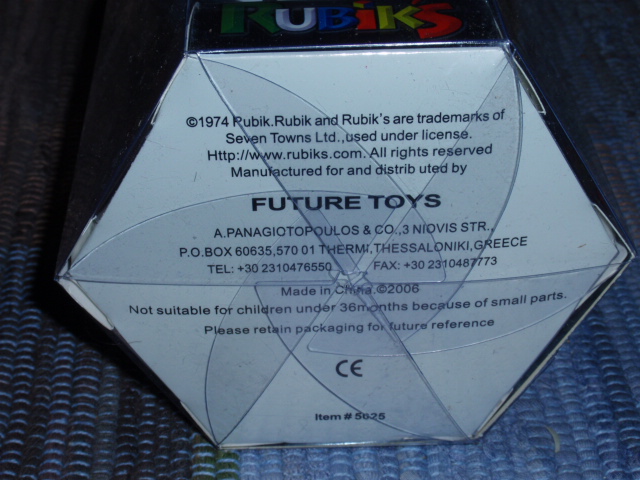 RUBIK'S
©1974 Rubik.Rubik and Rubik's are trademarks of
Seven Towns Ltd.,used under license.
Http://www.rubiks.com. All rights reserved
Manufactured for and distrib uted by
FUTURE TOYS
A.PANAGIOTOPOULOS & CO.,3 NIOVIS STR.,
P.O.BOX 60635,570 01 THERMI,THESSALONIKI,GREECE
TEL: +30 2310476550 FAX: +30 2310487773
Made in China.©2006
Not suitable for children under 36months because of small parts.
Please retain packaging for future reference
CE
Item # 5025